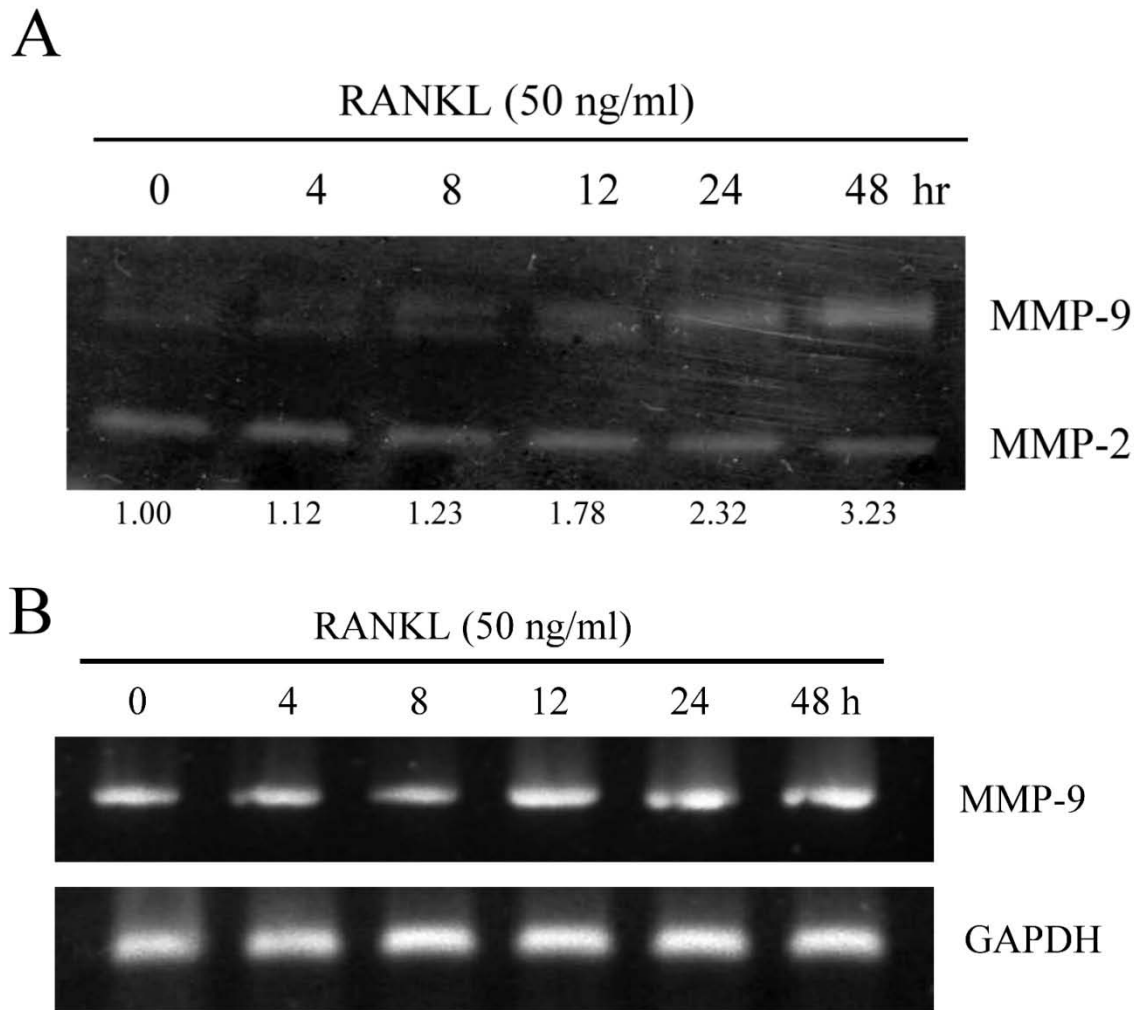 A
RANKL (50 ng/ml)
0 4 8 12 24 48 hr
MMP-9
MMP-2
1.00 1.12 1.23 1.78 2.32 3.23
B
RANKL (50 ng/ml)
0 4 8 12 24 48 h
MMP-9
GAPDH